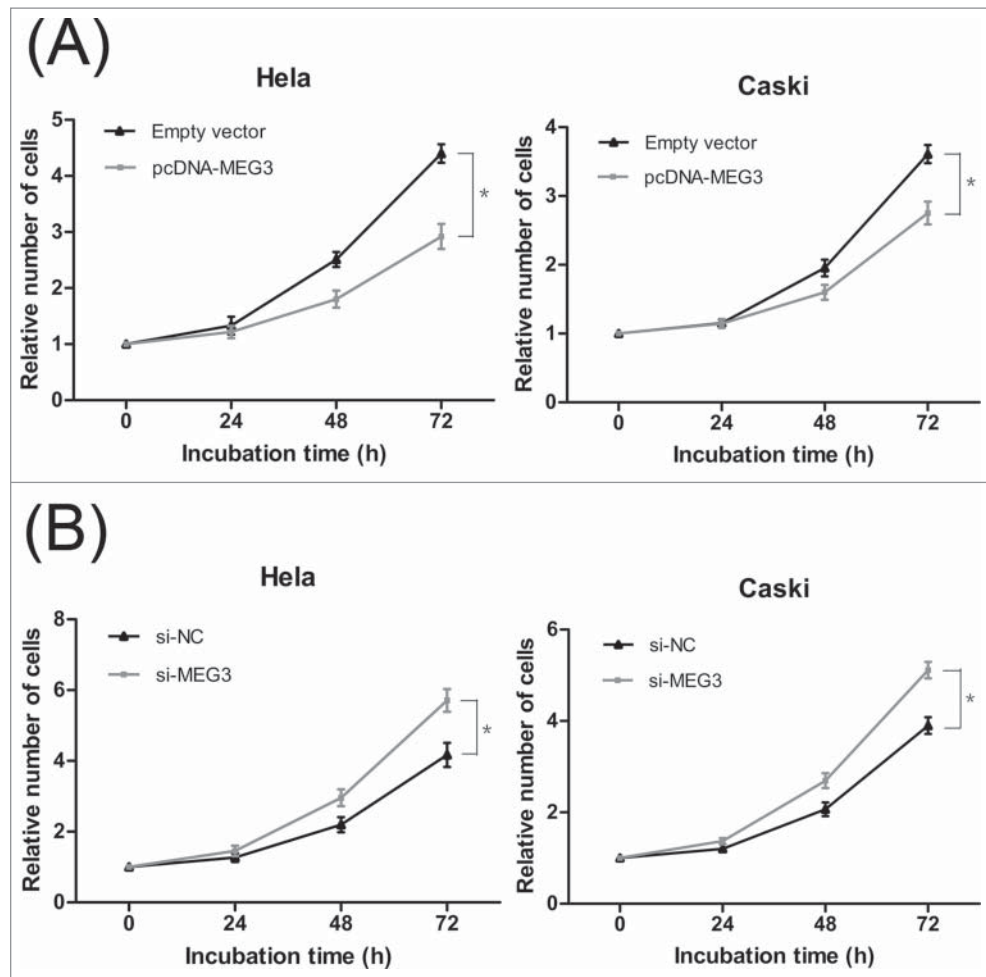 (A)
Hela
Relative number of cells
5
4
3
2
1
0
Empty vector
pcDNA-MEG3
*
0 24 48 72
Incubation time (h)
Caski
Relative number of cells
4
3
2
1
0
Empty vector
pcDNA-MEG3
*
0 24 48 72
Incubation time (h)
(B)
Hela
Relative number of cells
8
6
4
2
0
si-NC
si-MEG3
*
0 24 48 72
Incubation time (h)
Caski
Relative number of cells
6
4
2
0
si-NC
si-MEG3
*
0 24 48 72
Incubation time (h)